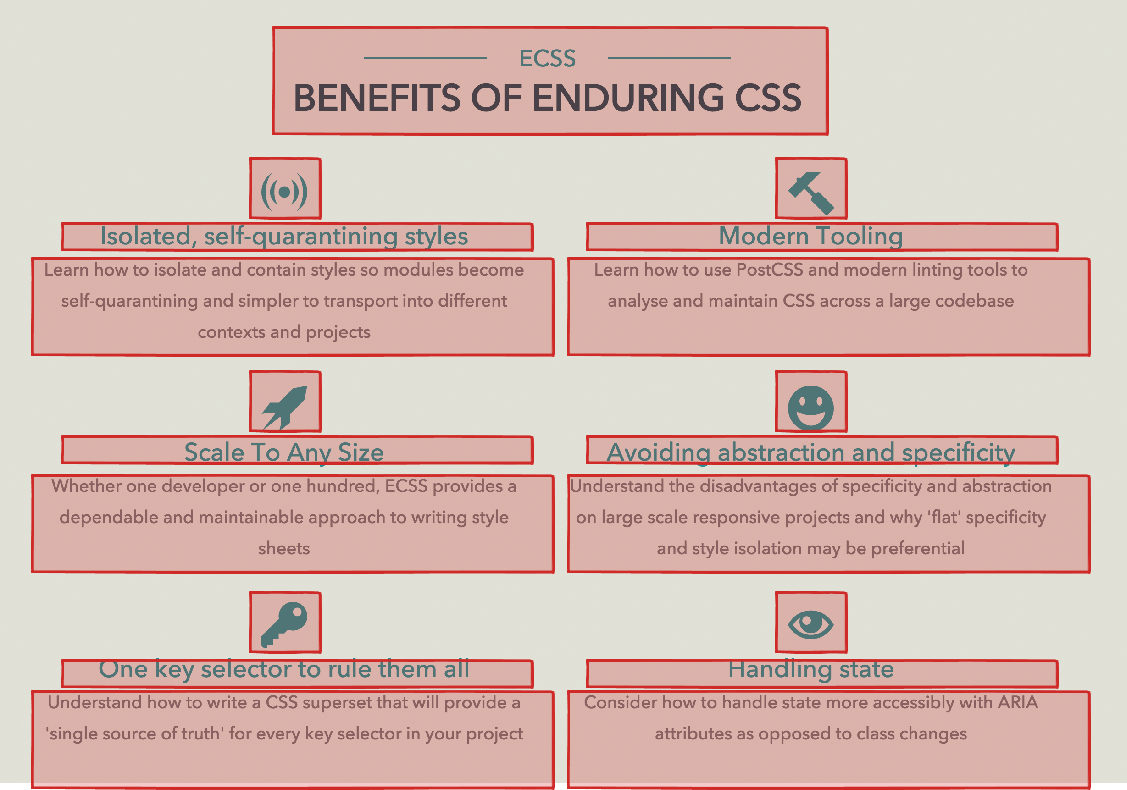 ECSS
BENEFITS OF ENDURING CSS
Isolated, self-quarantining styles
Learn how to isolate and contain styles so modules become
self-quarantining and simpler to transport into different
contexts and projects
Modern Tooling
Learn how to use PostCSS and modern linting tools to
analyse and maintain CSS across a large codebase
Scale To Any Size
Whether one developer or one hundred, ECSS provides a
dependable and maintainable approach to writing style
sheets
Avoiding abstraction and specificity
Understand the disadvantages of specificity and abstraction
on large scale responsive projects and why 'flat' specificity
and style isolation may be preferential
One key selector to rule them all
Understand how to write a CSS superset that will provide a
'single source of truth' for every key selector in your project
Handling state
Consider how to handle state more accessibly with ARIA
attributes as opposed to class changes